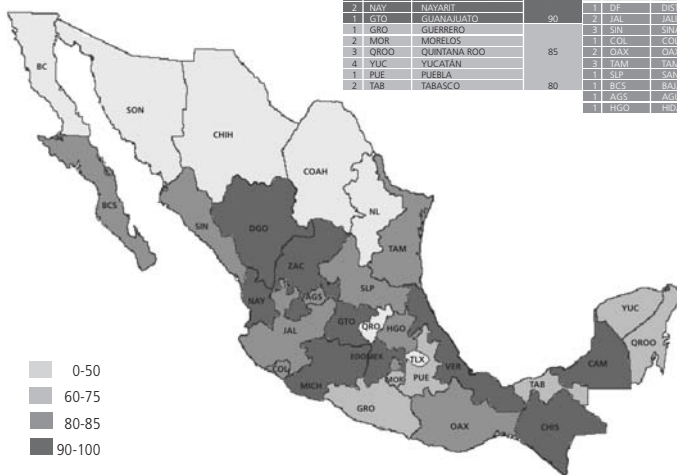 2 NAY NAYARIT
1 GTO GUANAJUATO 90
1 GRO GUERRERO
2 MOR MORELOS
3 QROO QUINTANA ROO 85
4 YUC YUCATÁN
1 PUE PUEBLA
2 TAB TABASCO 80
1 DF
2 JAL
3 SIN
1 COL
2 OAX
3 TAM
1 SLP SAN
1 BCS
1 AGS
1 HGO
BC
SON
CHIH
COAH
NL
BCS
SIN
DGO
TAM
ZAC
SLP
NAY
AGS
YUC
QROO
JAL
GTO
QRO
HGO
EDOMEX
TLX
VER
CAM
COL
MICH
MOR
PUE
TAB
GRO
OAX
CHIS
0-50
60-75
80-85
90-100